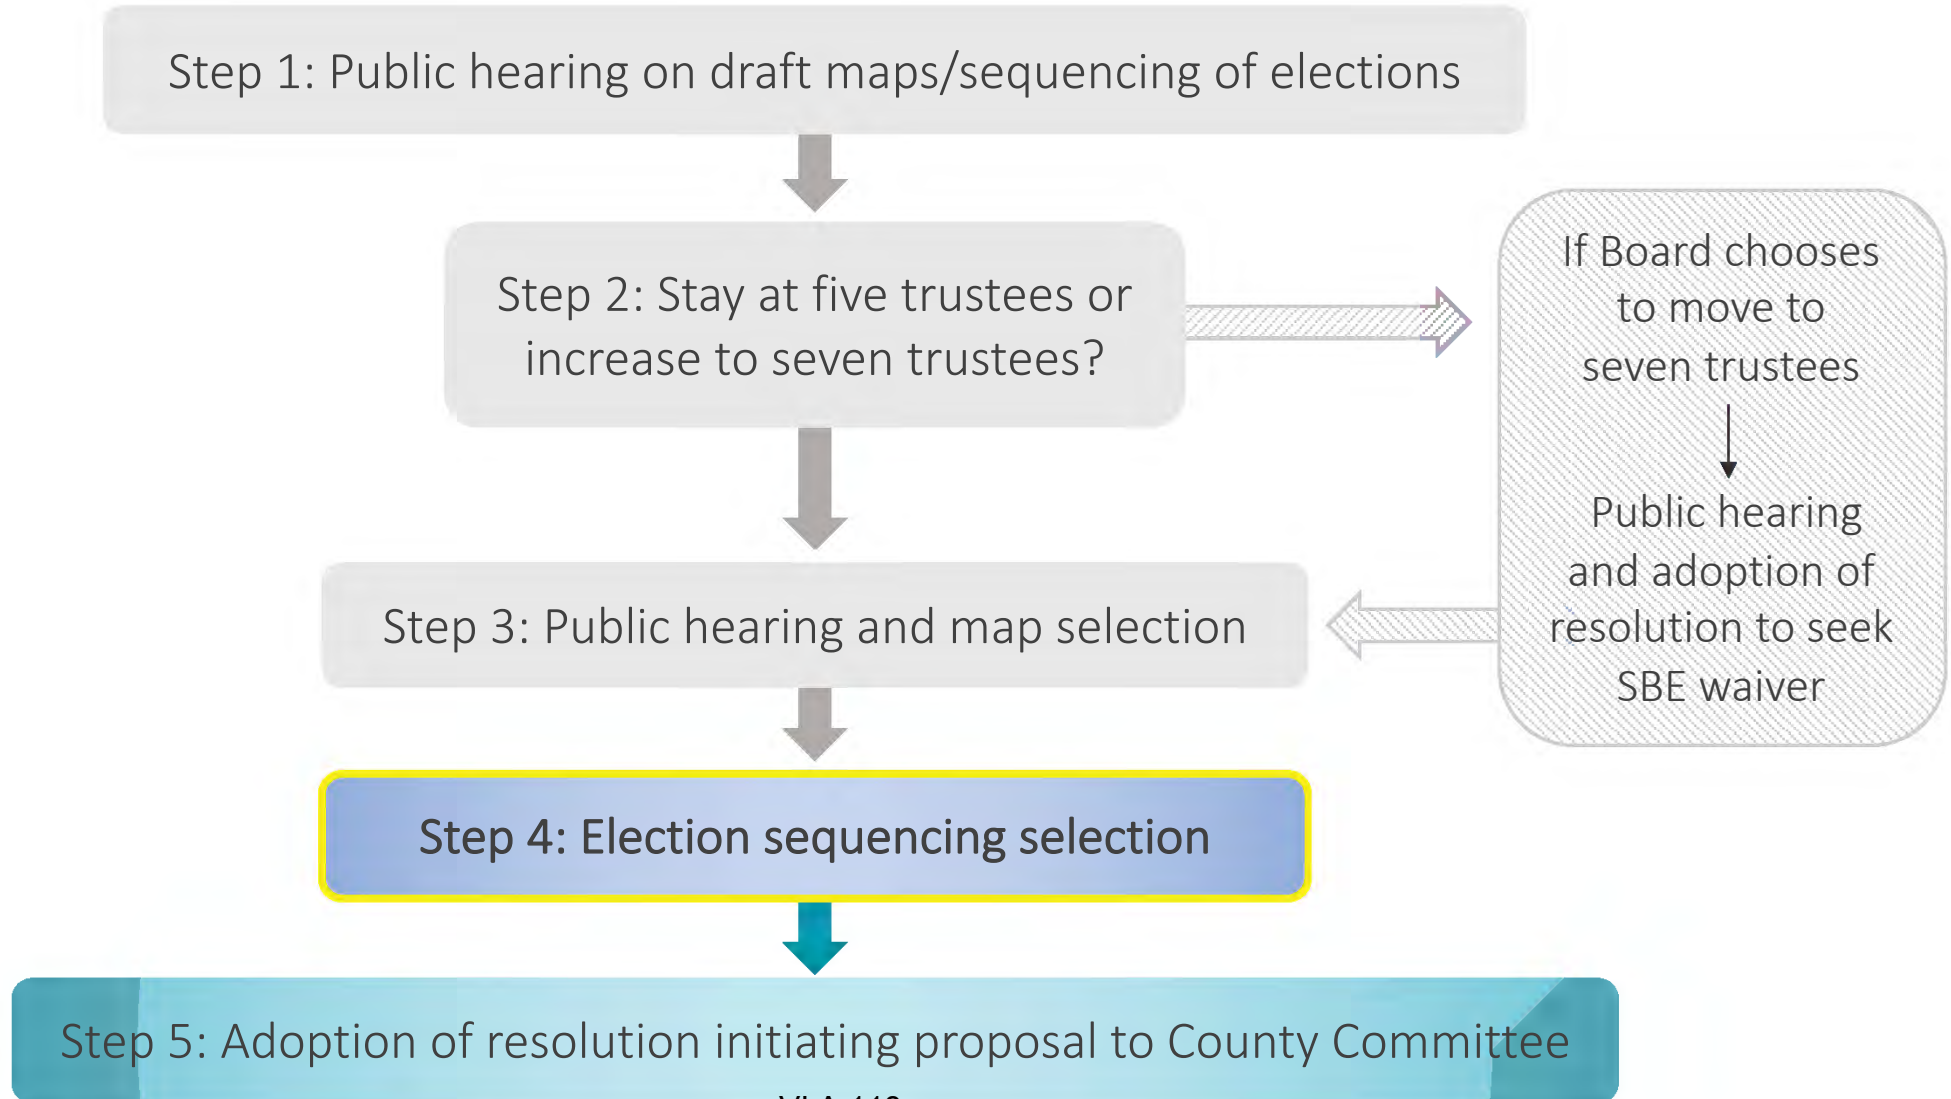 Step 1: Public hearing on draft maps/sequencing of elections
Step 2: Stay at five trustees or
increase to seven trustees?
If Board chooses
to move to
seven trustees
Public hearing
and adoption of
resolution to seek
SBE waiver
Step 3: Public hearing and map selection
Step 4: Election sequencing selection
Step 5: Adoption of resolution initiating proposal to County Committee